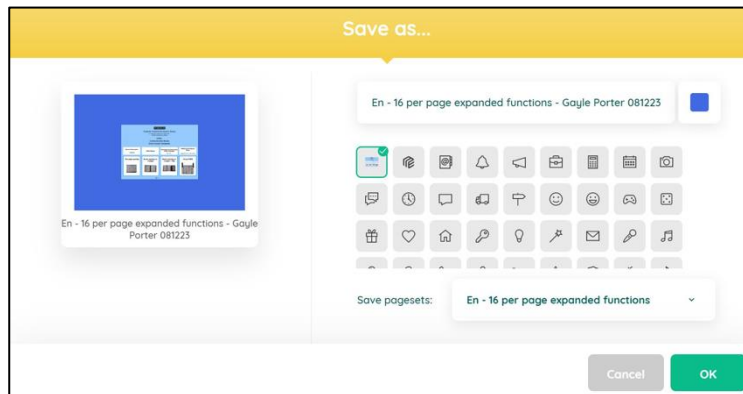 Save as...
En - 16 per page expanded functions - Gayle Porter 081223
En - 16 per page expanded functions - Gayle
Porter 081223
Save pagesets:
En - 16 per page expanded functions
Cancel
OK